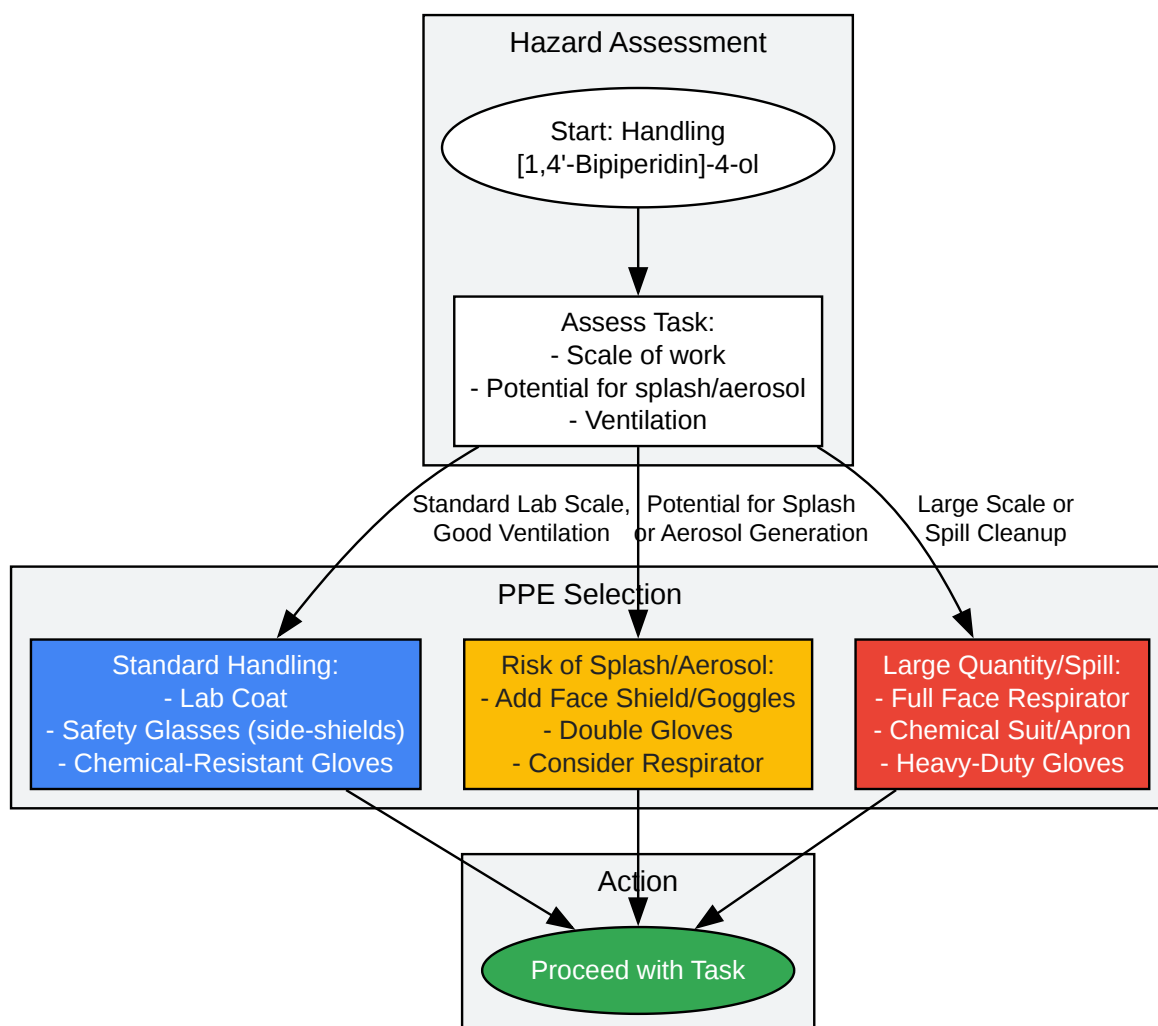 Hazard Assessment
Start: Handling
[1,4'-Bipiperidin]-4-ol
Assess Task:
- Scale of work
- Potential for splash/aerosol
- Ventilation
Standard Lab Scale,
Good Ventilation
Potential for Splash
or Aerosol Generation
Large Scale or
Spill Cleanup
PPE Selection
Standard Handling:
- Lab Coat
- Safety Glasses (side-shields)
- Chemical-Resistant Gloves
Risk of Splash/Aerosol:
- Add Face Shield/Goggles
- Double Gloves
- Consider Respirator
Large Quantity/Spill:
- Full Face Respirator
- Chemical Suit/Apron
- Heavy-Duty Gloves
Action
Proceed with Task